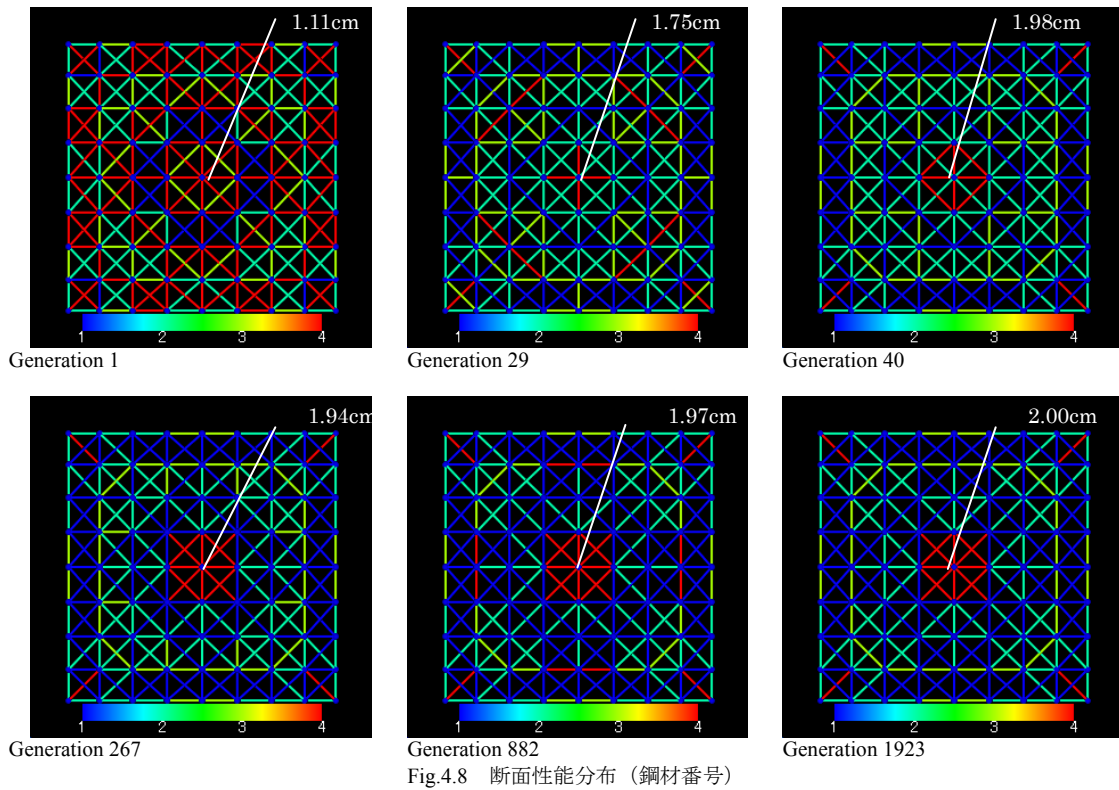 1.11cm
1 2 3 4
Generation 1
1.75cm
1 2 3 4
Generation 29
1.98cm
1 2 3 4
Generation 40
1.94cm
1 2 3 4
Generation 267
1.97cm
1 2 3 4
Generation 882
2.00cm
1 2 3 4
Generation 1923
Fig.4.8 断面性能分布（鋼材番号）